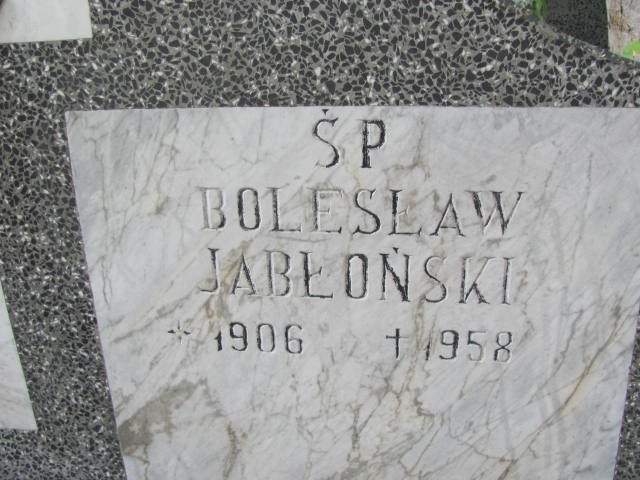 ŚP
BOLESŁAW
JABŁOŃSKI
* 1906 † 1958